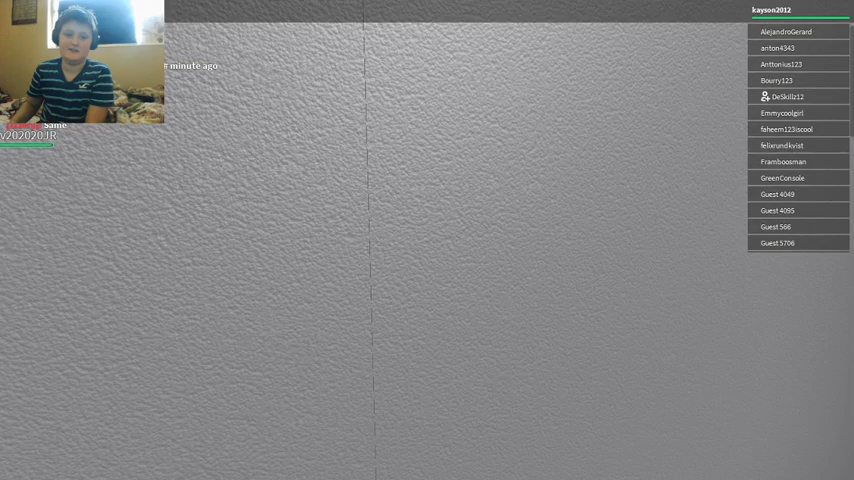 kayson2012
AlejandroGerard
anton4343
Anttonius123
Bourry123
DeSkillz12
Emmycoolgirl
faheem123iscool
felixrundkvist
Framboosman
GreenConsole
Guest 4049
Guest 4095
Guest 566
Guest 5706
minute ago
Same
v202020JR